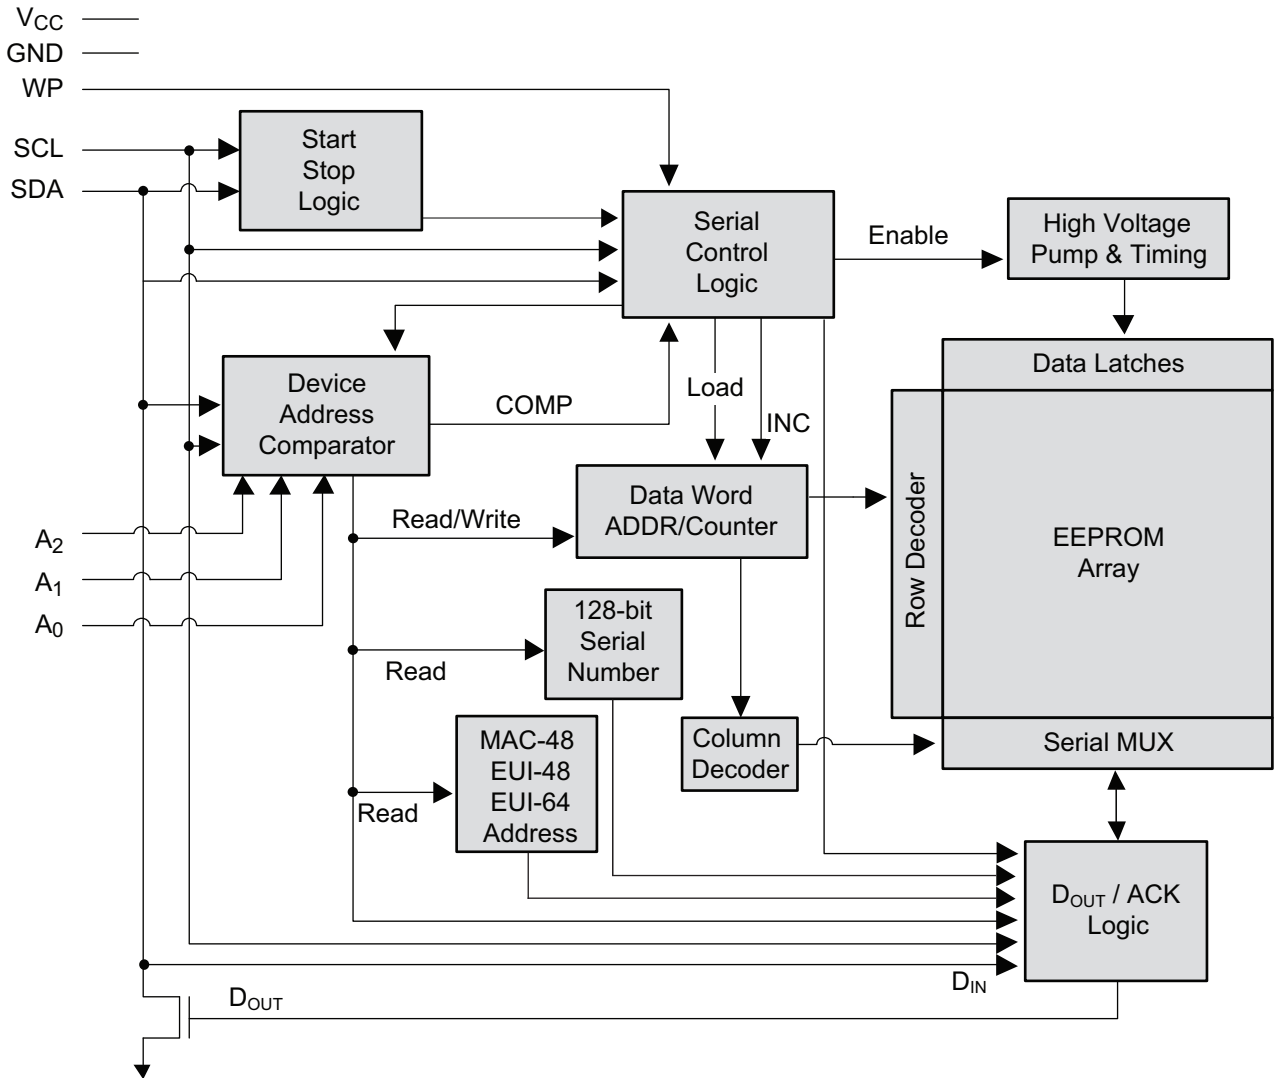 VCC
GND
WP
SCL
SDA
Start
Stop
Logic
Serial
Control
Logic
Enable
High Voltage
Pump & Timing
Data Latches
Device
Address
Comparator
COMP
Load
INC
Data Word
ADDR/Counter
Read/Write
Row Decoder
EEPROM
Array
A2
A1
A0
128-bit
Serial
Number
Read
MAC-48
EUI-48
EUI-64
Address
Read
Column
Decoder
Serial MUX
DOUT / ACK
Logic
DIN
DOUT